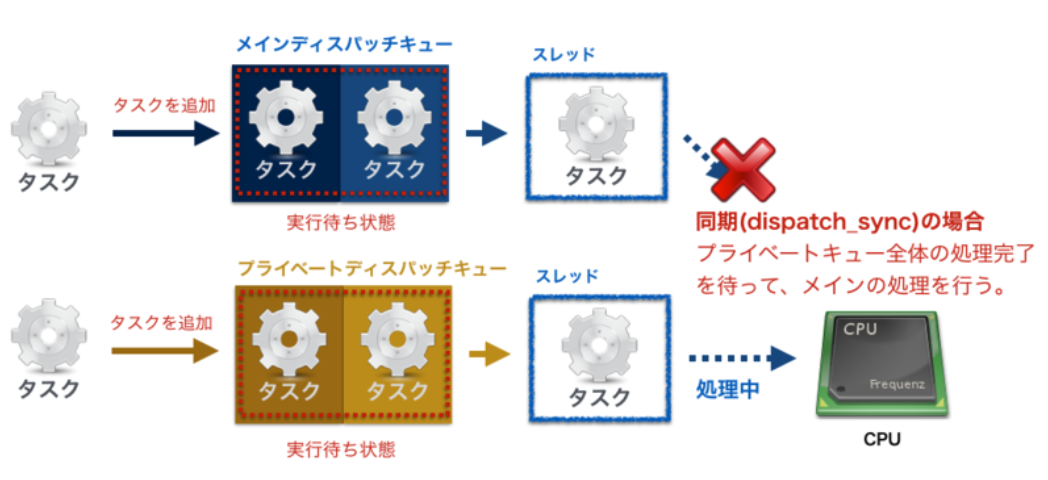 メインディスパッチキュー
スレッド
タスクを追加
タスク
タスク
タスク
タスク
実行待ち状態
同期(dispatch_sync)の場合
プライベートキュー全体の処理完了
を待って、メインの処理を行う。
プライベートディスパッチキュー
スレッド
タスクを追加
タスク
タスク
タスク
タスク
実行待ち状態
処理中
CPU
Frequenz
CPU